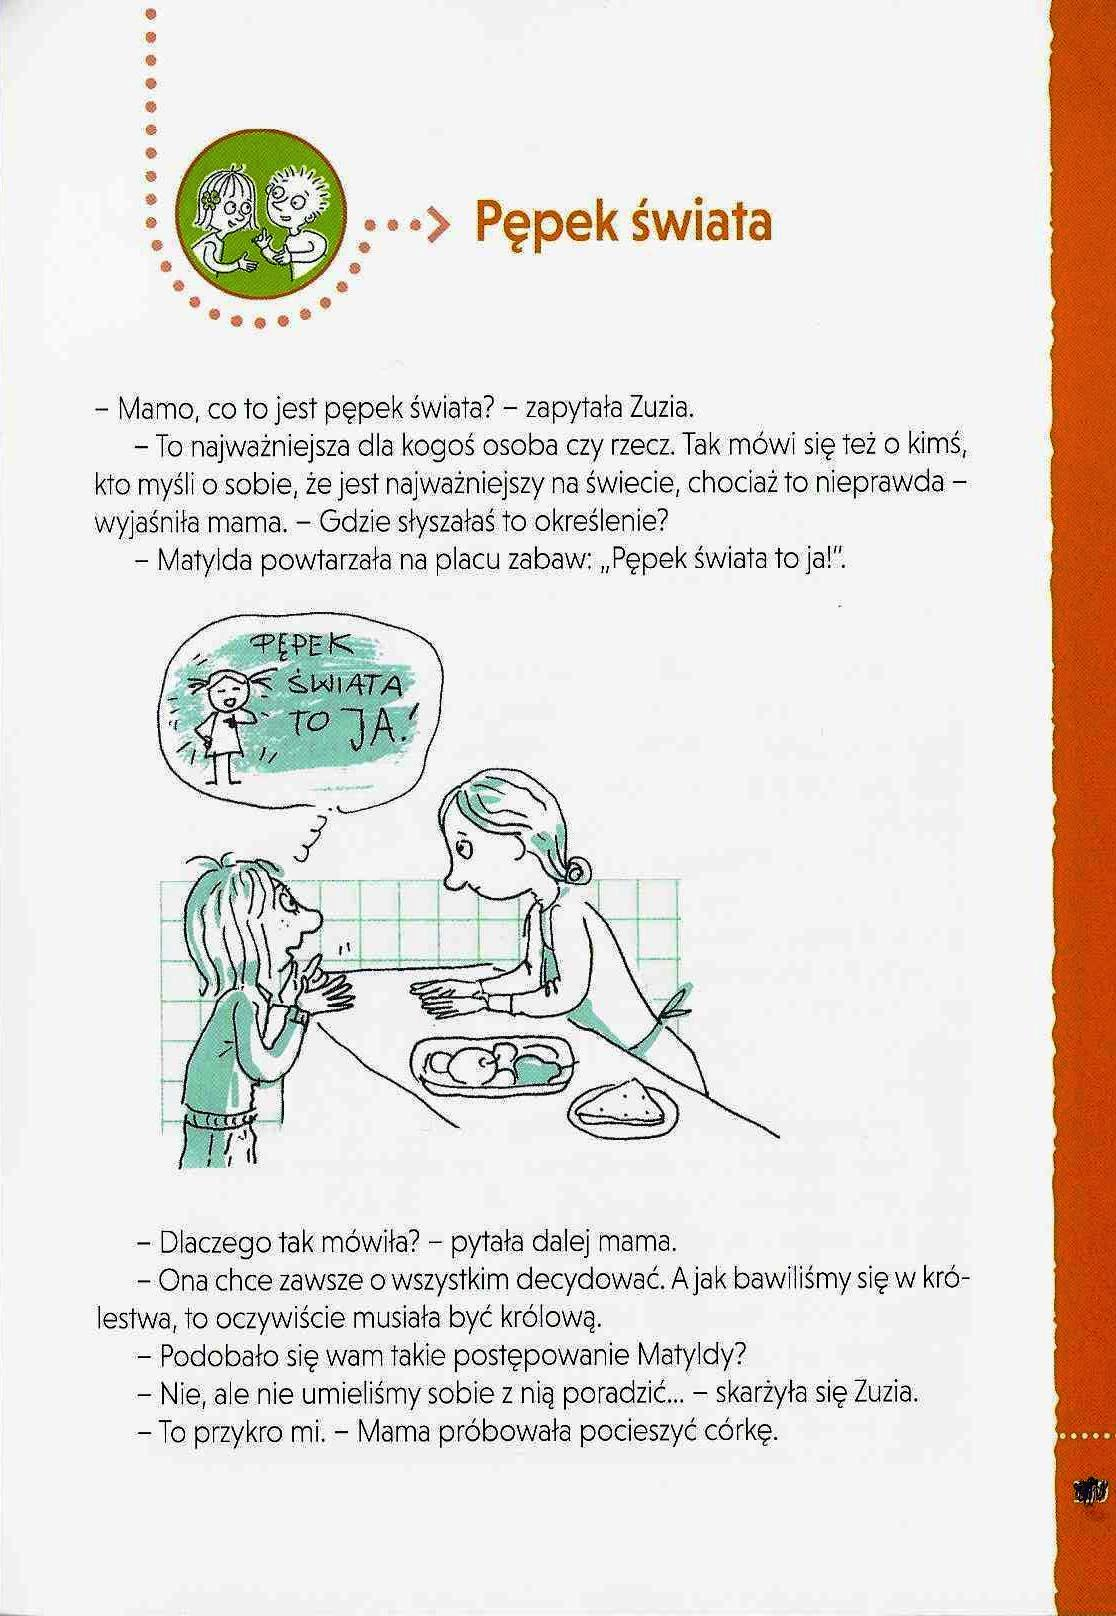 Pępek świata
– Mamo, co to jest pępek świata? – zapytała Zuzia.
– To najważniejsza dla kogoś osoba czy rzecz. Tak mówi się też o kimś,
kto myśli o sobie, że jest najważniejszy na świecie, chociaż to nieprawda –
wyjaśniła mama. – Gdzie słyszałaś to określenie?
– Matylda powtarzała na placu zabaw: „Pępek świata to ja!".
PĘPEK
ŚWIATA
TO JA!
– Dlaczego tak mówiła? – pytała dalej mama.
– Ona chce zawsze o wszystkim decydować. A jak bawiliśmy się w kró-
lestwa, to oczywiście musiała być królową.
– Podobało się wam takie postępowanie Matyldy?
– Nie, ale nie umieliśmy sobie z nią poradzić... – skarżyła się Zuzia.
– To przykro mi. – Mama próbowała pocieszyć córkę.